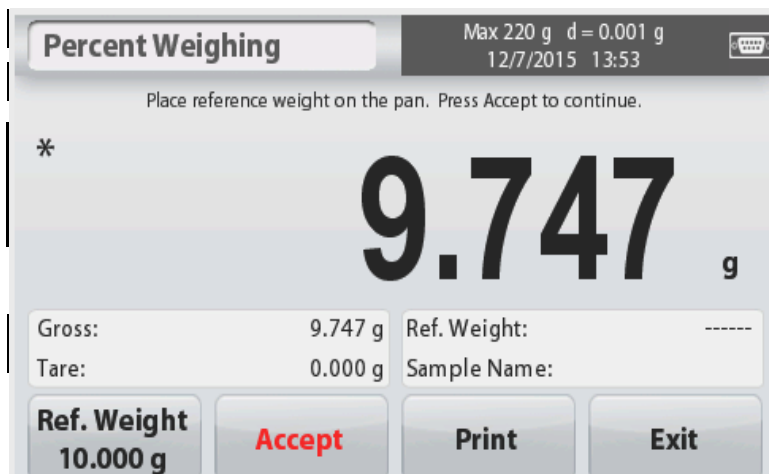 Percent Weighing
Max 220 g d = 0.001 g
12/7/2015 13:53
Place reference weight on the pan. Press Accept to continue.
*
9.747 g
Gross: 9.747 g
Tare: 0.000 g
Ref. Weight: ------
Sample Name:
Ref. Weight
10.000 g
Accept
Print
Exit